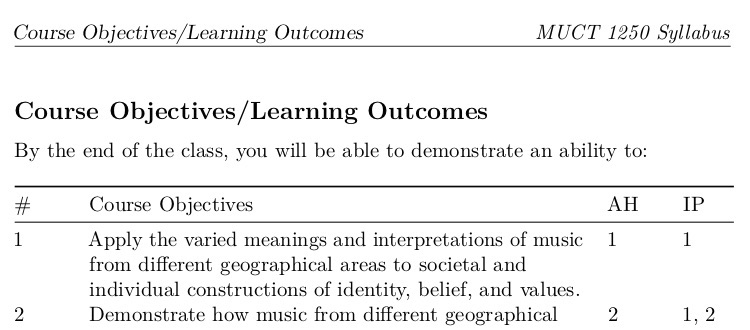 Course Objectives/Learning Outcomes MUCT 1250 Syllabus
Course Objectives/Learning Outcomes
By the end of the class, you will be able to demonstrate an ability to:
# Course Objectives AH IP
1 Apply the varied meanings and interpretations of music 1 1
from different geographical areas to societal and
individual constructions of identity, belief, and values.
2 Demonstrate how music from different geographical 2 1, 2